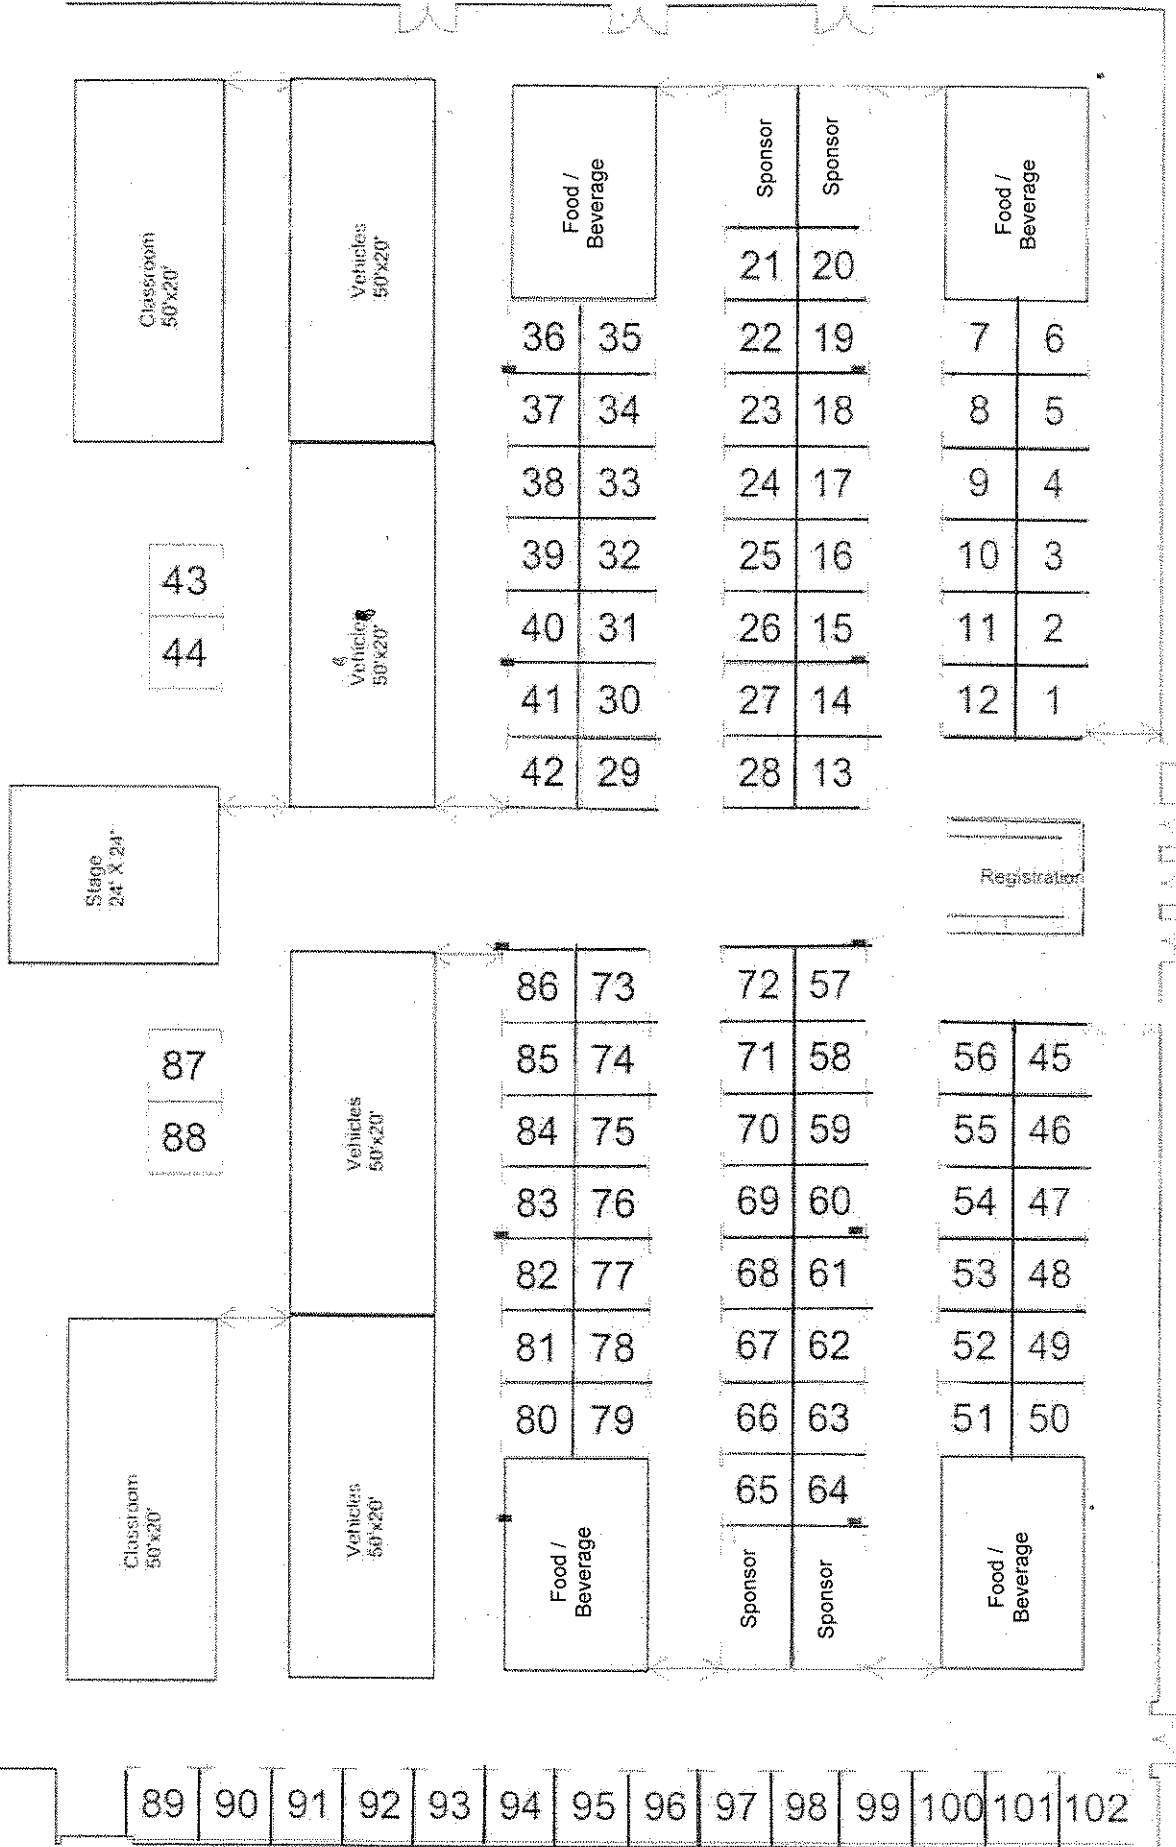 Classroom
50'x20'
Vehicles
50'x20'
Food /
Beverage
Sponsor
Sponsor
Food /
Beverage
21 20
36 35 22 19 7 6
37 34 23 18 8 5
38 33 24 17 9 4
43
39 32 25 16 10 3
44
Vehicles
50'x20'
40 31 26 15 11 2
41 30 27 14 12 1
42 29 28 13
Stage
24' X 24'
Registration
86 73 72 57
87
85 74 71 58 56 45
88
Vehicles
50'x20'
84 75 70 59 55 46
83 76 69 60 54 47
82 77 68 61 53 48
81 78 67 62 52 49
80 79 66 63 51 50
65 64
Classroom
50'x20'
Vehicles
50'x20'
Food /
Beverage
Sponsor
Sponsor
Food /
Beverage
89 90 91 92 93 94 95 96 97 98 99 100 101 102